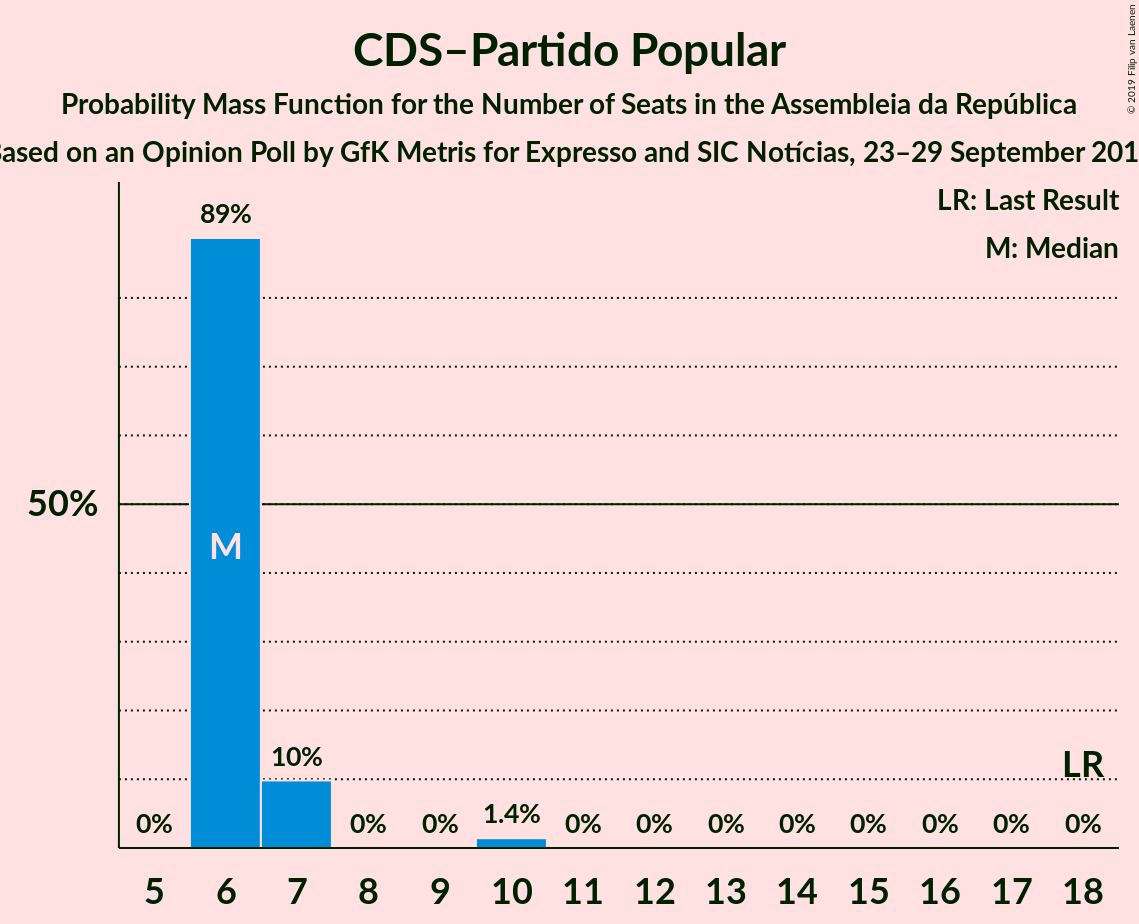 CDS–Partido Popular
Probability Mass Function for the Number of Seats in the Assembleia da República
ased on an Opinion Poll by GfK Metris for Expresso and SIC Notícias, 23–29 September 201
© 2019 Filip van Laenen
LR: Last Result
M: Median
89%
50%
M
10%
LR
0% 0% 0% 1.4% 0% 0% 0% 0% 0% 0% 0% 0%
5 6 7 8 9 10 11 12 13 14 15 16 17 18